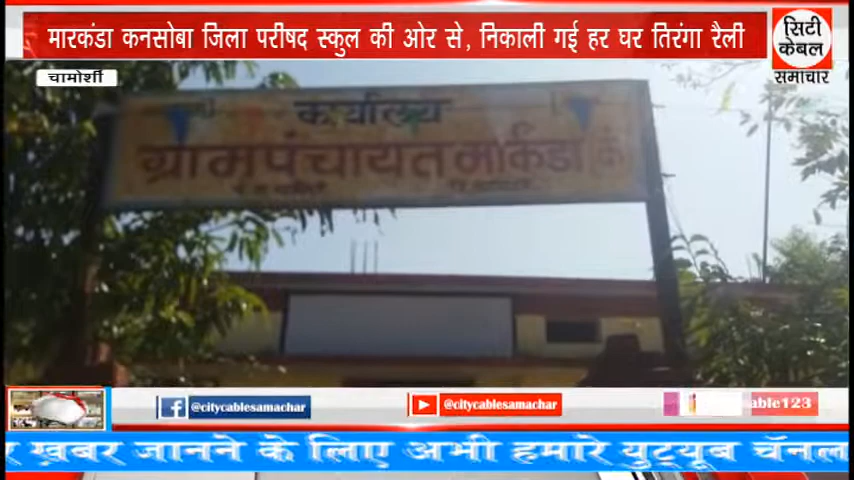 मारकंडा कनसोबा जिला परीषद स्कुल की ओर से, निकाली गई हर घर तिरंगा रैली
सिटी
केबल
समाचार
चामोर्शी
कार्यालय
ग्रामपंचायत मार्कंडा (कं
@citycablesamachar
@citycablesamachar
able123
र ख़बर जानने के लिए अभी हमारे युट्यूब चॅनल